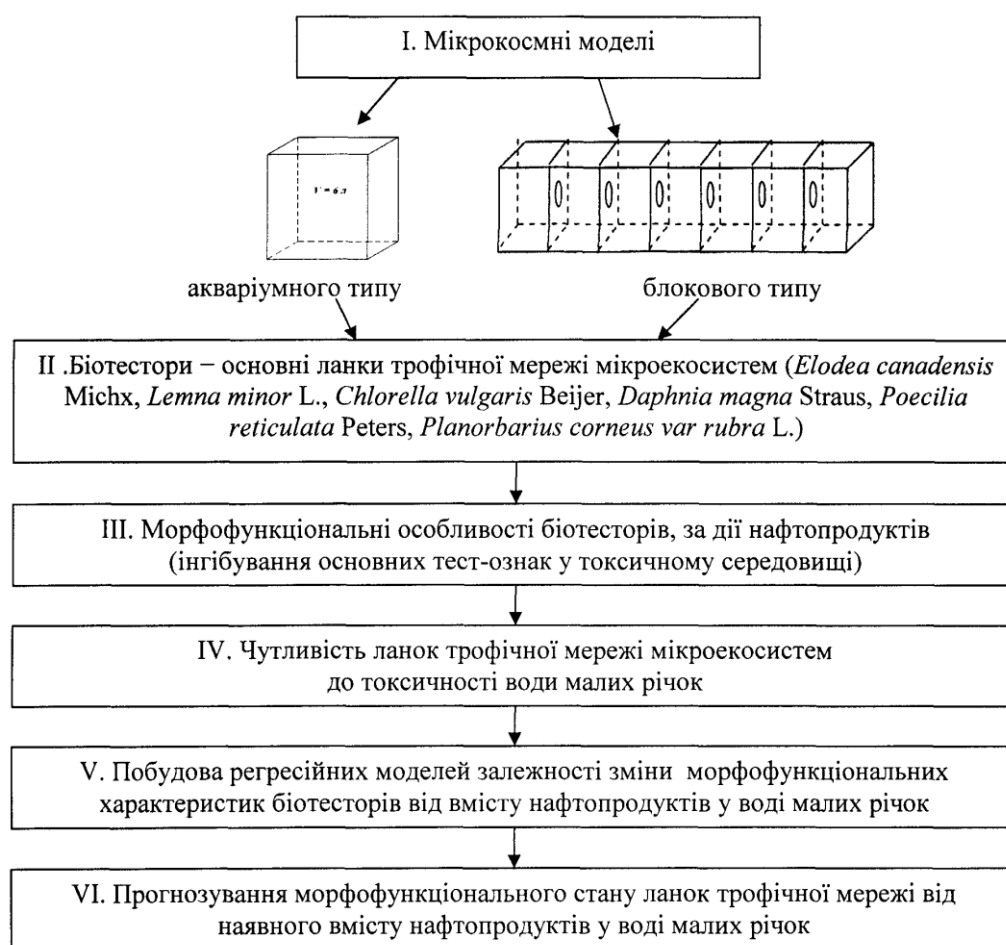 І. Мікрокосмні моделі
V = 6 л
акваріумного типу
блокового типу
ІІ .Біотестори – основні ланки трофічної мережі мікроекосистем (Elodea canadensis
Michx, Lemna minor L., Chlorella vulgaris Beijer, Daphnia magna Straus, Poecilia
reticulata Peters, Planorbarius corneus var rubra L.)
ІІІ. Морфофункціональні особливості біотесторів, за дії нафтопродуктів
(інгібування основних тест-ознак у токсичному середовищі)
IV. Чутливість ланок трофічної мережі мікроекосистем
до токсичності води малих річок
V. Побудова регресійних моделей залежності зміни морфофункціональних
характеристик біотесторів від вмісту нафтопродуктів у воді малих річок
VI. Прогнозування морфофункціонального стану ланок трофічної мережі від
наявного вмісту нафтопродуктів у воді малих річок